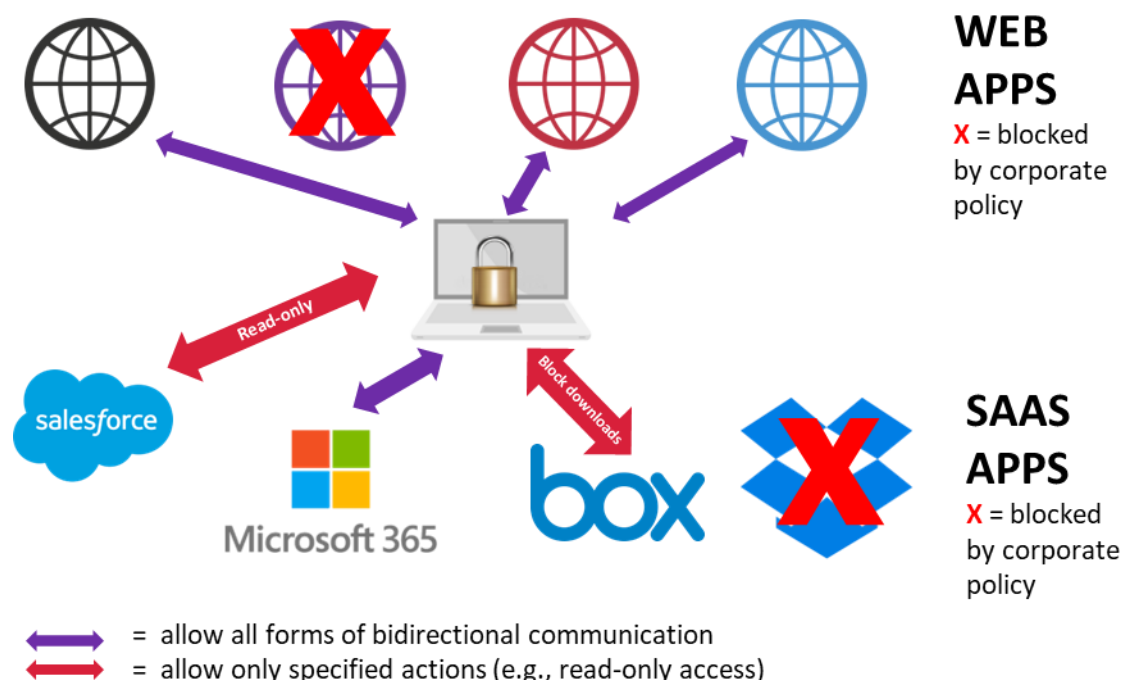 WEB
APPS
X = blocked
by corporate
policy
Read-only
Block downloads
salesforce
Microsoft 365
box
SAAS
APPS
X = blocked
by corporate
policy
= allow all forms of bidirectional communication
= allow only specified actions (e.g., read-only access)